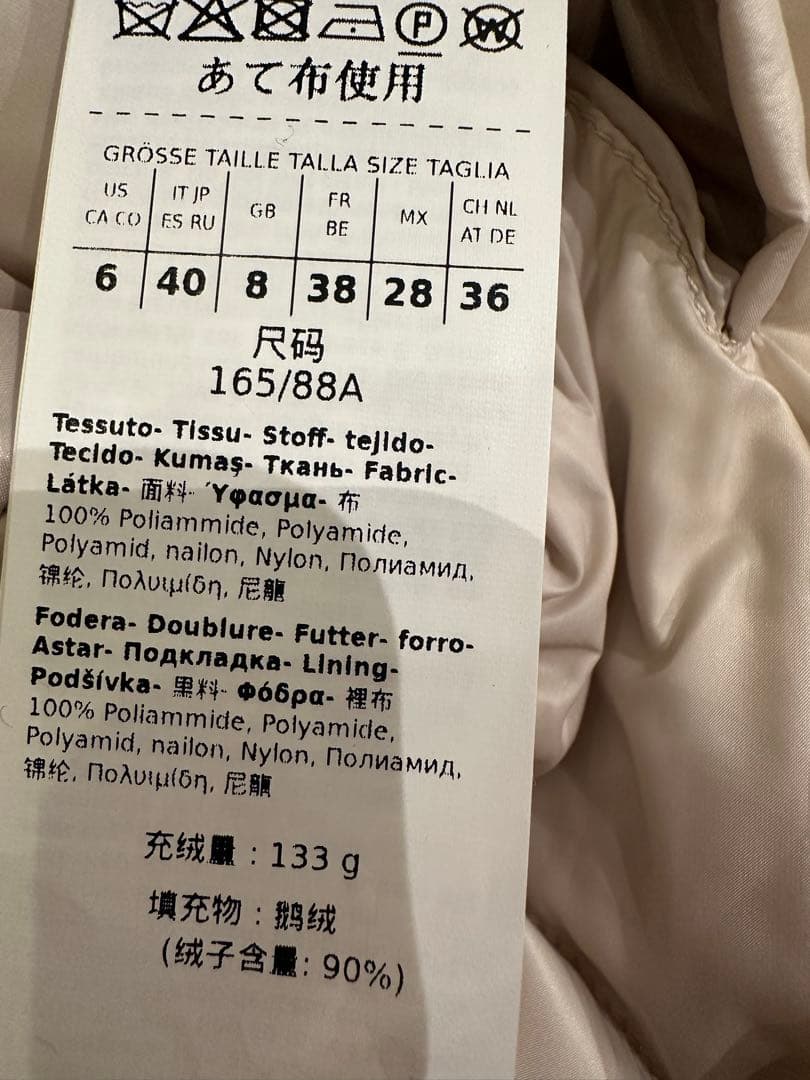 P W
あて布使用
GRÖSSE TAILLE TALLA SIZE TAGLIA
US CA CO IT JP ES RU GB FR BE MX CH NL AT DE
6 40 8 38 28 36
尺码
165/88A
Tessuto- Tissu- Stoff- tejido-
Tecido- Kumaş- Ткань- Fabric-
Látka- 面料- Ύφασμα- 布
100% Poliammide, Polyamide,
Polyamid, nailon, Nylon, Полиамид,
锦纶, Πολυιμίδη, 尼龍
Fodera- Doublure- Futter- forro-
Astar- Подкладка- Lining-
Podšívka- 里料- Φόδρα- 裡布
100% Poliammide, Polyamide,
Polyamid, nailon, Nylon, Полиамид,
锦纶, Πολυιμίδη, 尼龍
充绒量 : 133 g
填充物 : 鹅绒
(绒子含量: 90%)